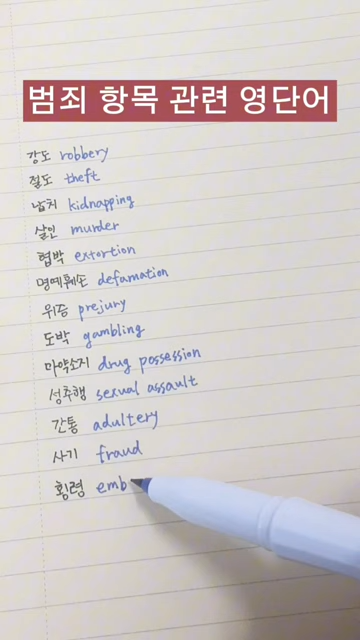 범죄 항목 관련 영단어
강도 robbery
절도 theft
납치 kidnapping
살인 murder
협박 extortion
명예훼손 defamation
위증 prejury
도박 gambling
마약소지 drug possession
성추행 sexual assault
간통 adultery
사기 fraud
횡령 emb